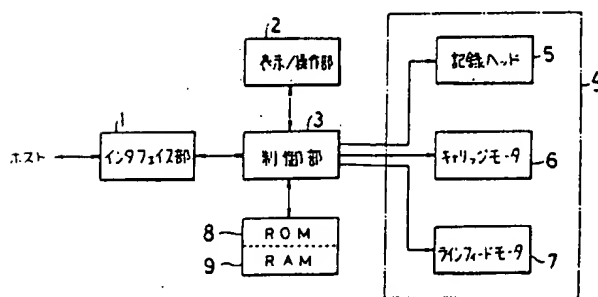 2
表示/操作部
記録ヘッド
5
4
1
3
ホスト
インタフェイス部
制御部
キャリッジモータ
6
8
ROM
9
RAM
ラインフィードモータ
7